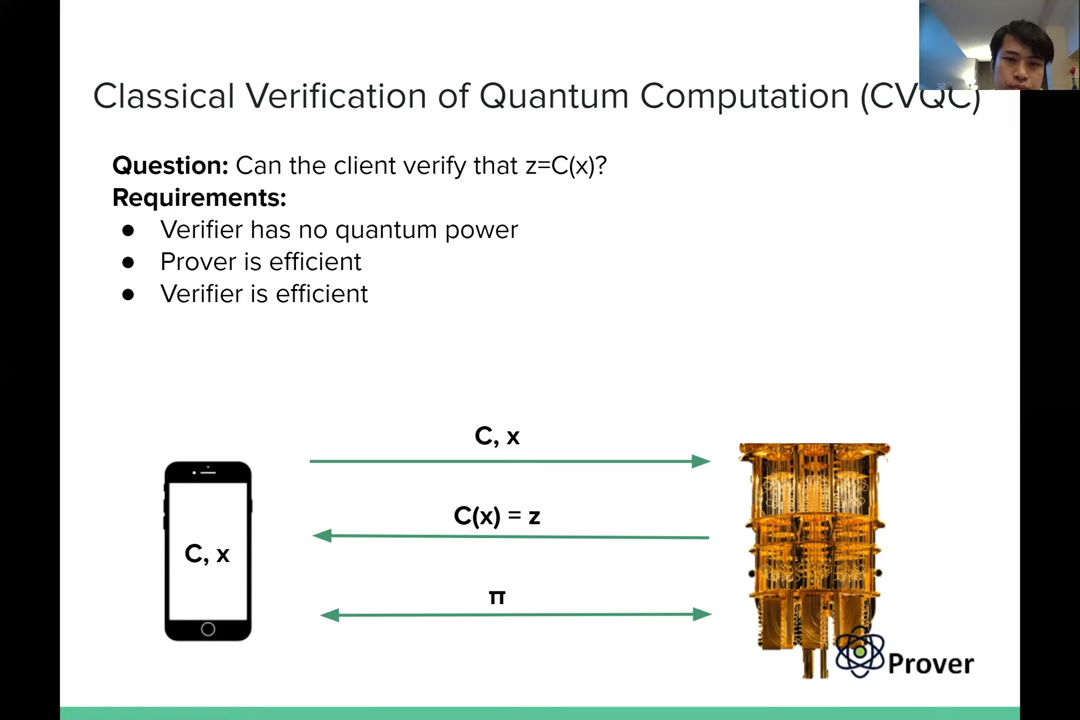 Classical Verification of Quantum Computation (CVQC)
Question: Can the client verify that z=C(x)?
Requirements:
● Verifier has no quantum power
● Prover is efficient
● Verifier is efficient
C, x
C(x) = z
C, x
π
Prover